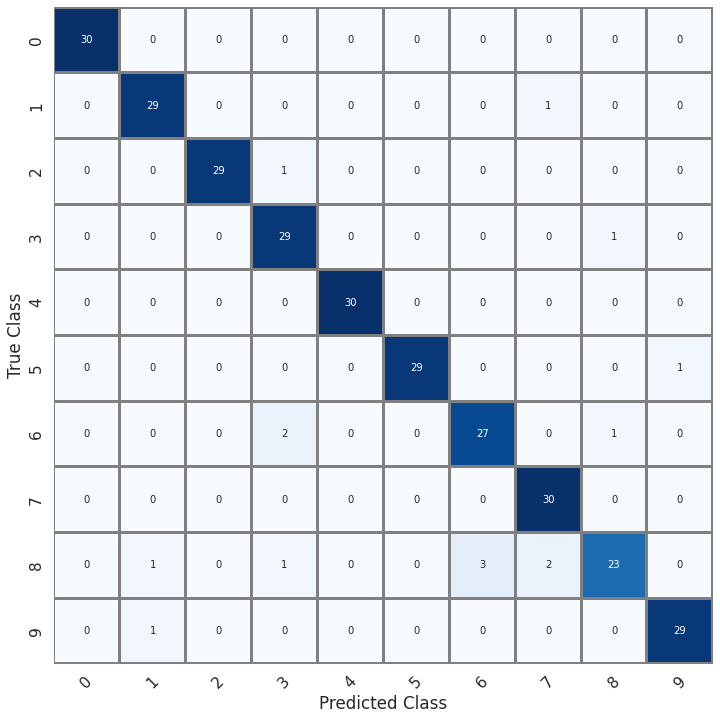 0 30 0 0 0 0 0 0 0 0 0
1 0 29 0 0 0 0 0 1 0 0
2 0 0 29 1 0 0 0 0 0 0
3 0 0 0 29 0 0 0 0 1 0
4 0 0 0 0 30 0 0 0 0 0
5 0 0 0 0 0 29 0 0 0 1
6 0 0 0 2 0 0 27 0 1 0
7 0 0 0 0 0 0 0 30 0 0
8 0 1 0 1 0 0 3 2 23 0
9 0 1 0 0 0 0 0 0 0 29
True Class
0 1 2 3 4 5 6 7 8 9
Predicted Class